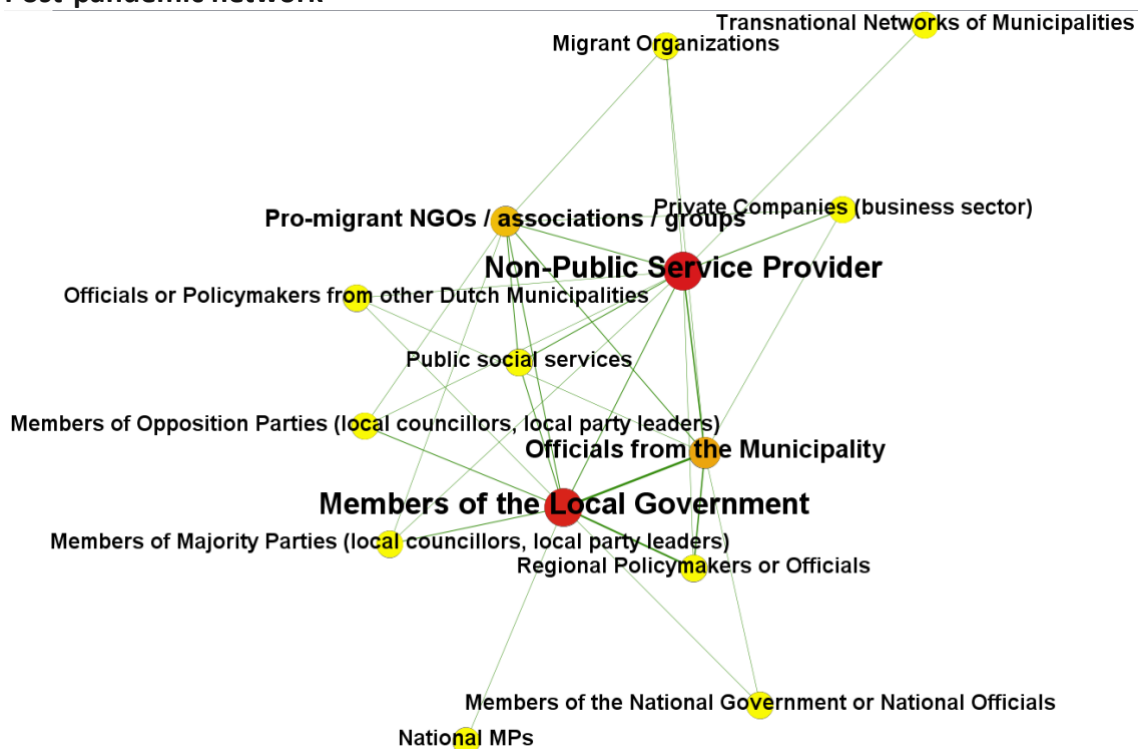 Post-pandemic network
Transnational Networks of Municipalities
Migrant Organizations
Private Companies (business sector)
Pro-migrant NGOs / associations / groups
Non-Public Service Provider
Officials or Policymakers from other Dutch Municipalities
Public social services
Members of Opposition Parties (local councillors, local party leaders)
Officials from the Municipality
Members of the Local Government
Members of Majority Parties (local councillors, local party leaders)
Regional Policymakers or Officials
Members of the National Government or National Officials
National MPs